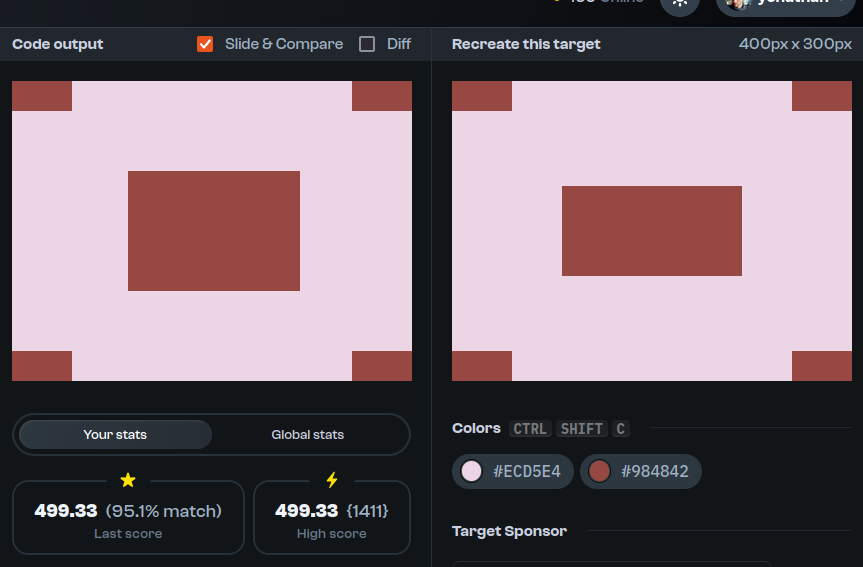 Code output
Slide & Compare
Diff
Recreate this target
400px x 300px
Your stats
Global stats
499.33 (95.1% match)
Last score
499.33 {1411}
High score
Colors CTRL SHIFT C
#ECD5E4
#984842
Target Sponsor